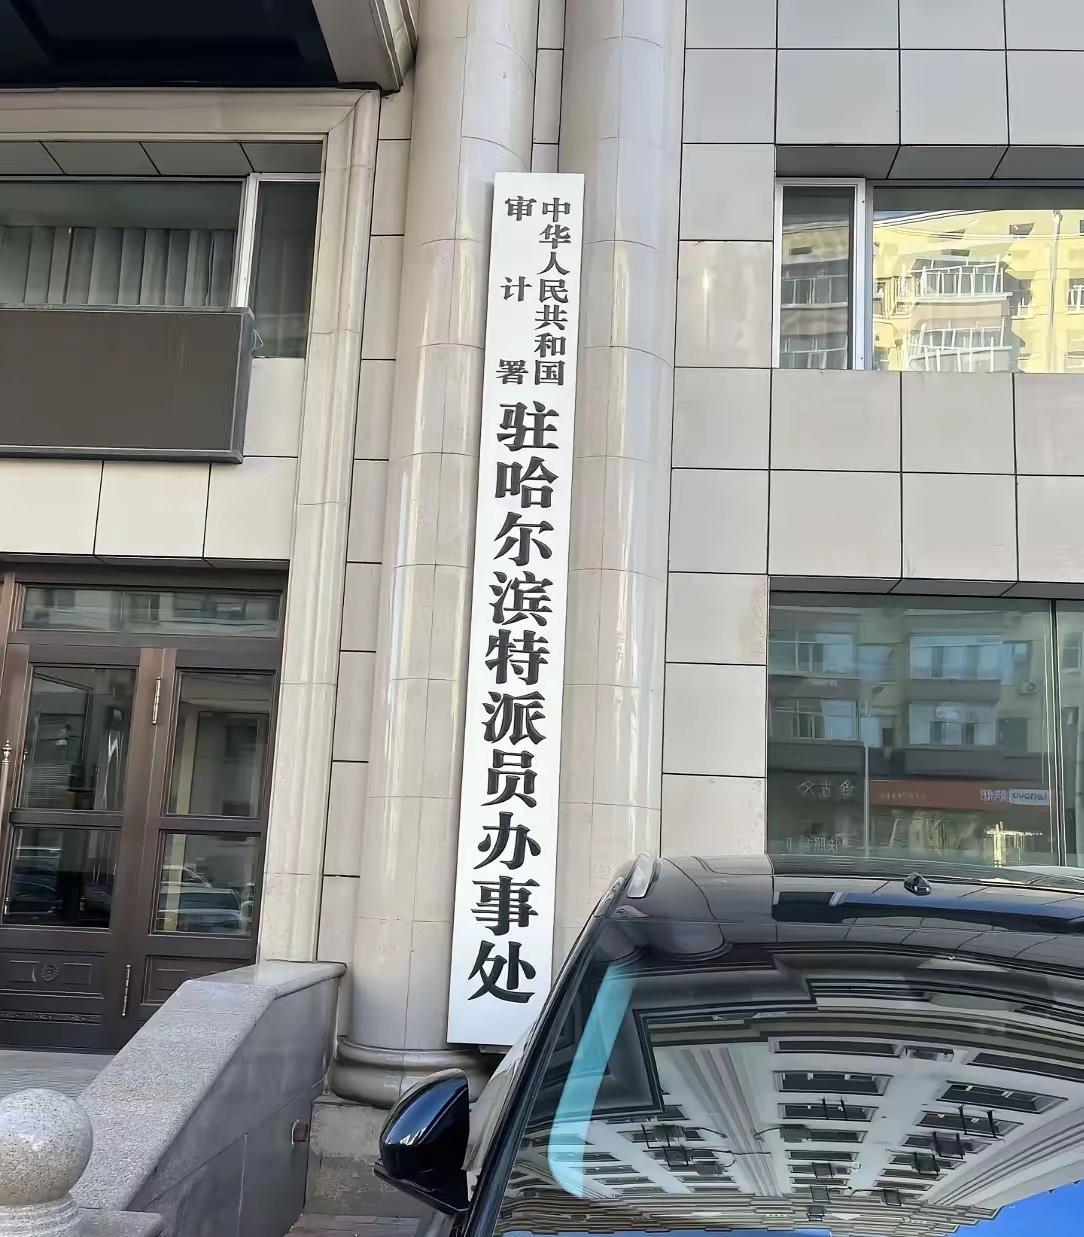 中华人民共和国
审计署
驻哈尔滨特派员办事处
lenovo